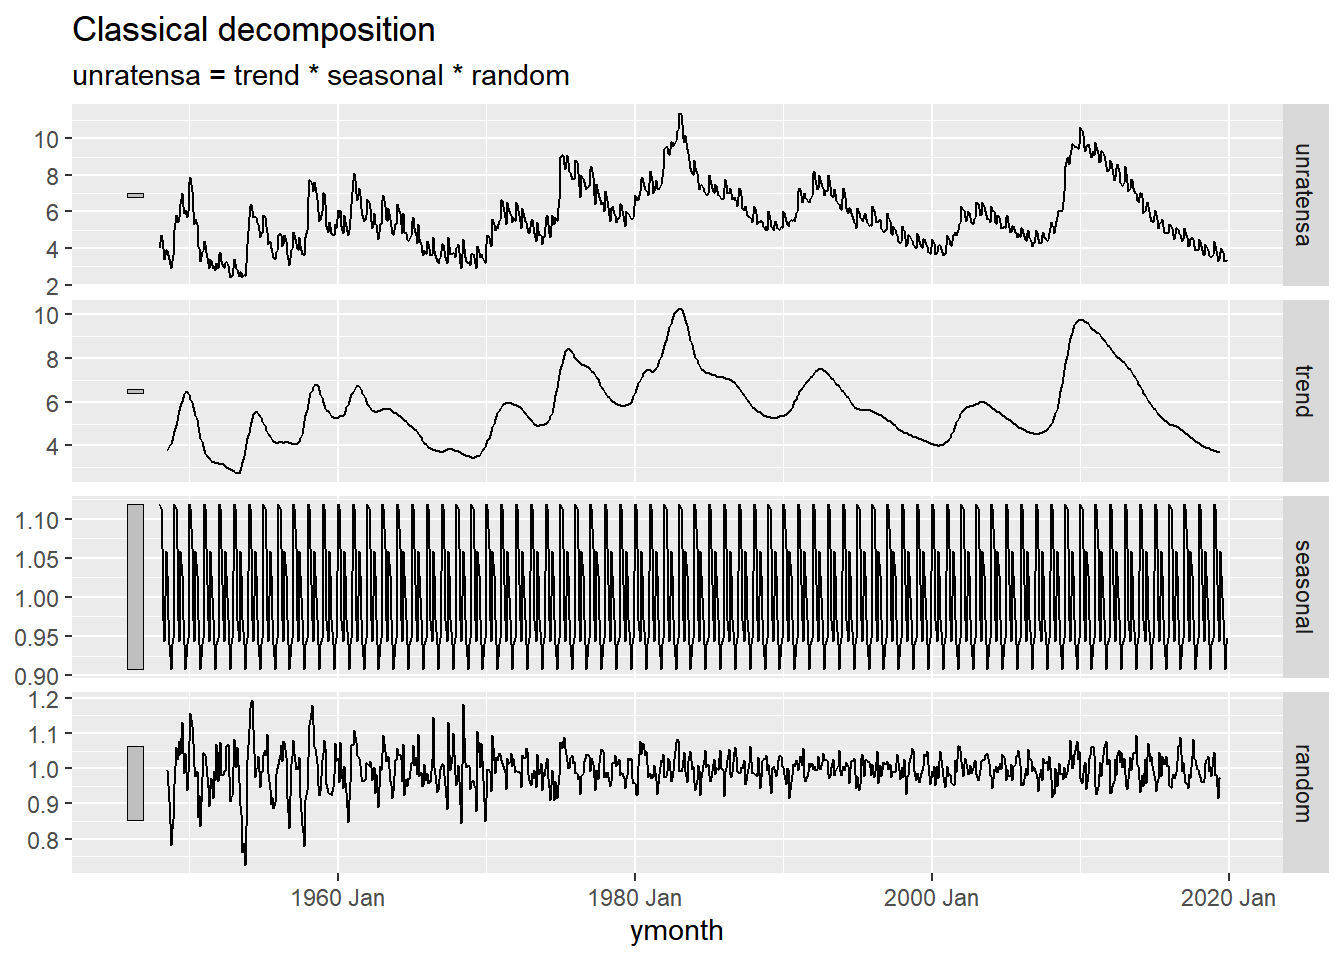 Classical decomposition
unratensa = trend * seasonal * random
10
8
6
4
2
unratensa
10
8
6
4
trend
1.10
1.05
1.00
0.95
0.90
seasonal
1.2
1.1
1.0
0.9
0.8
random
1960 Jan 1980 Jan 2000 Jan 2020 Jan
ymonth